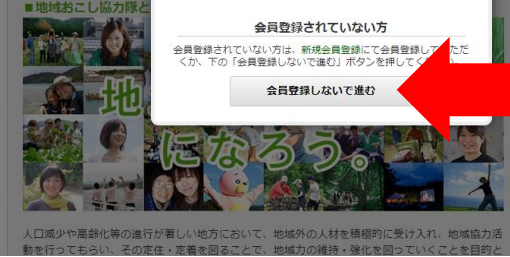 ■地域おこし協力隊と
会員登録されていない方
会員登録されていない方は、新規会員登録にて会員登録して
ただ
くか、下の「会員登録しないで進む」ボタンを押してく
会員登録しないで進む
地
になろう。
人口減少や高齢化等の進行が著しい地方において、地域外の人材を積極的に受け入れ、地域協力活
動を行ってもらい、その定住・定着を図ることで、地域力の維持・強化を図っていくことを目的と